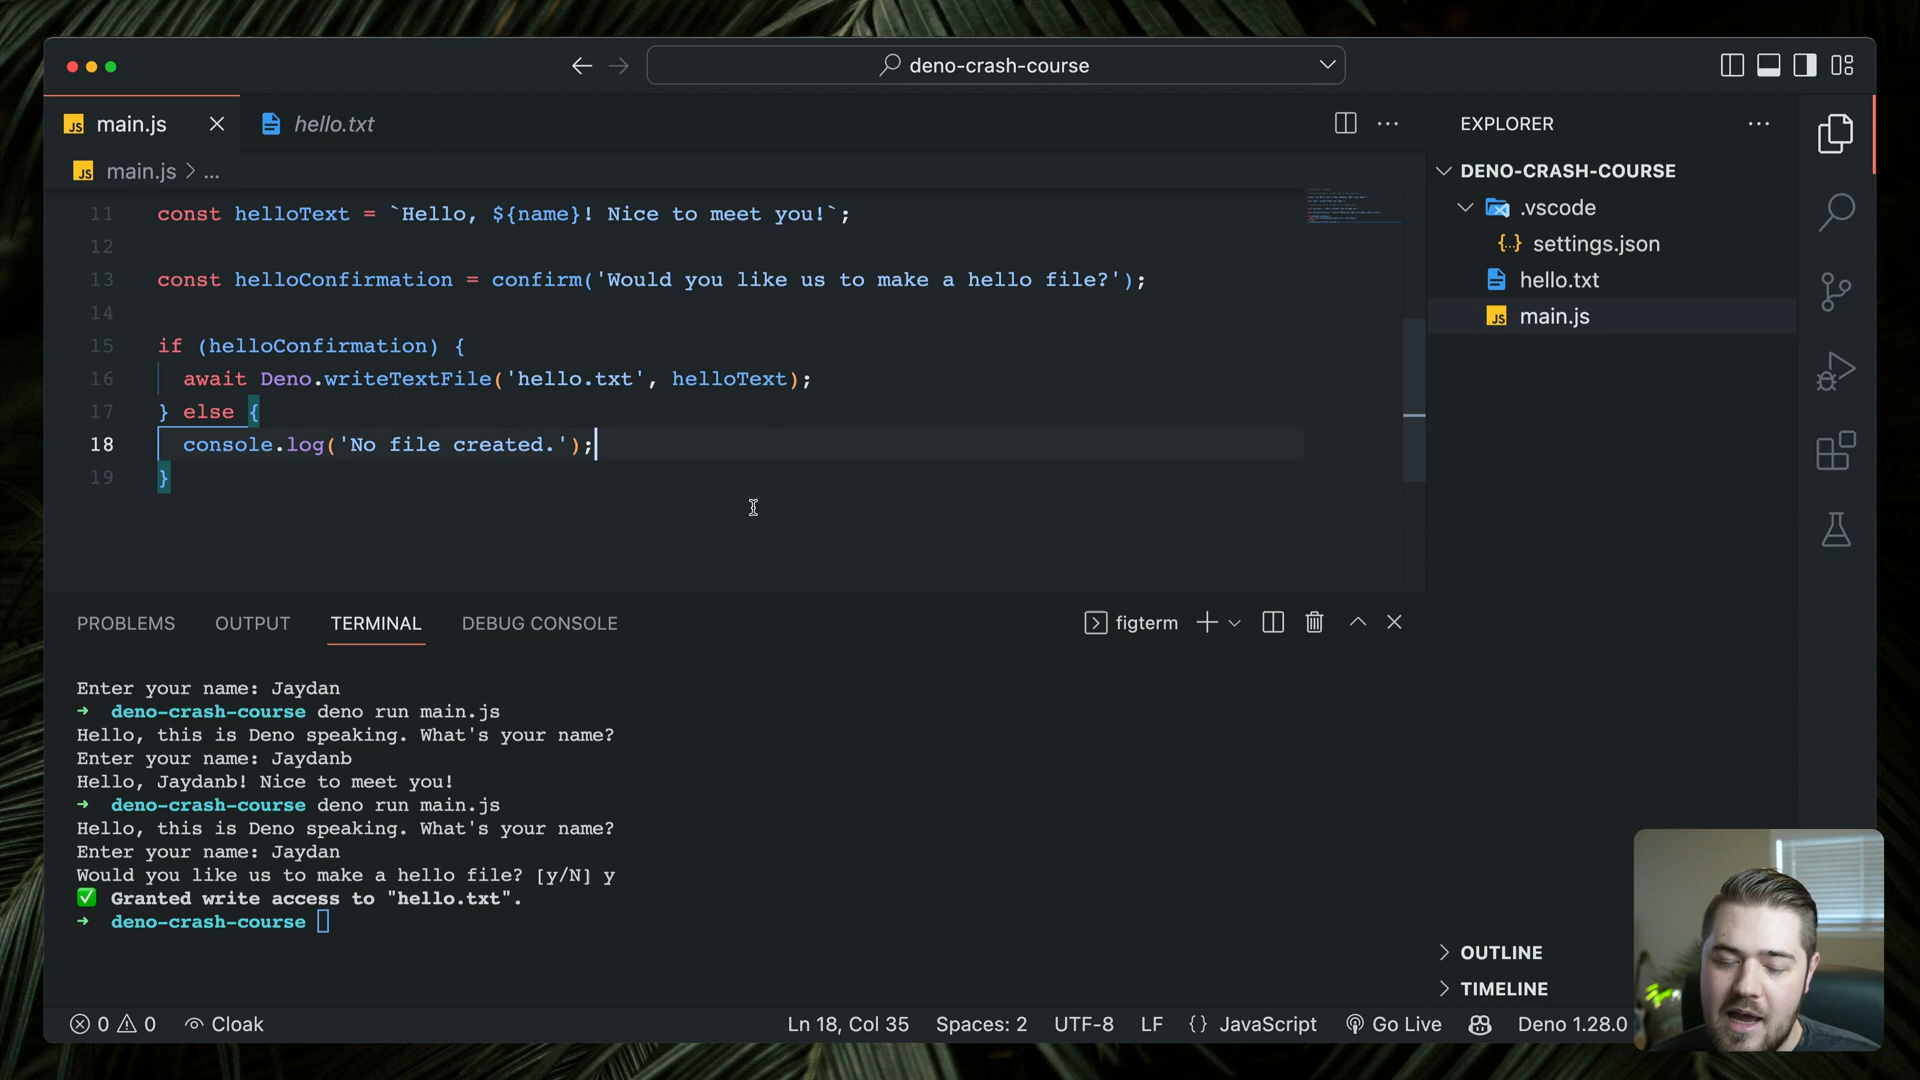 deno-crash-course
JS main.js
hello.txt
JS main.js > ...
11 const helloText = `Hello, ${name}! Nice to meet you!`;
12
13 const helloConfirmation = confirm('Would you like us to make a hello file?');
14
15 if (helloConfirmation) {
16 await Deno.writeTextFile('hello.txt', helloText);
17 } else {
18 console.log('No file created.');
19 }
EXPLORER
DENO-CRASH-COURSE
.vscode
{..} settings.json
hello.txt
JS main.js
OUTLINE
TIMELINE
PROBLEMS
OUTPUT
TERMINAL
DEBUG CONSOLE
figterm
Enter your name: Jaydan
➜ deno-crash-course deno run main.js
Hello, this is Deno speaking. What's your name?
Enter your name: Jaydanb
Hello, Jaydanb! Nice to meet you!
➜ deno-crash-course deno run main.js
Hello, this is Deno speaking. What's your name?
Enter your name: Jaydan
Would you like us to make a hello file? [y/N] y
✅ Granted write access to "hello.txt".
➜ deno-crash-course
0 0 Cloak
Ln 18, Col 35 Spaces: 2 UTF-8 LF {} JavaScript Go Live Deno 1.28.0